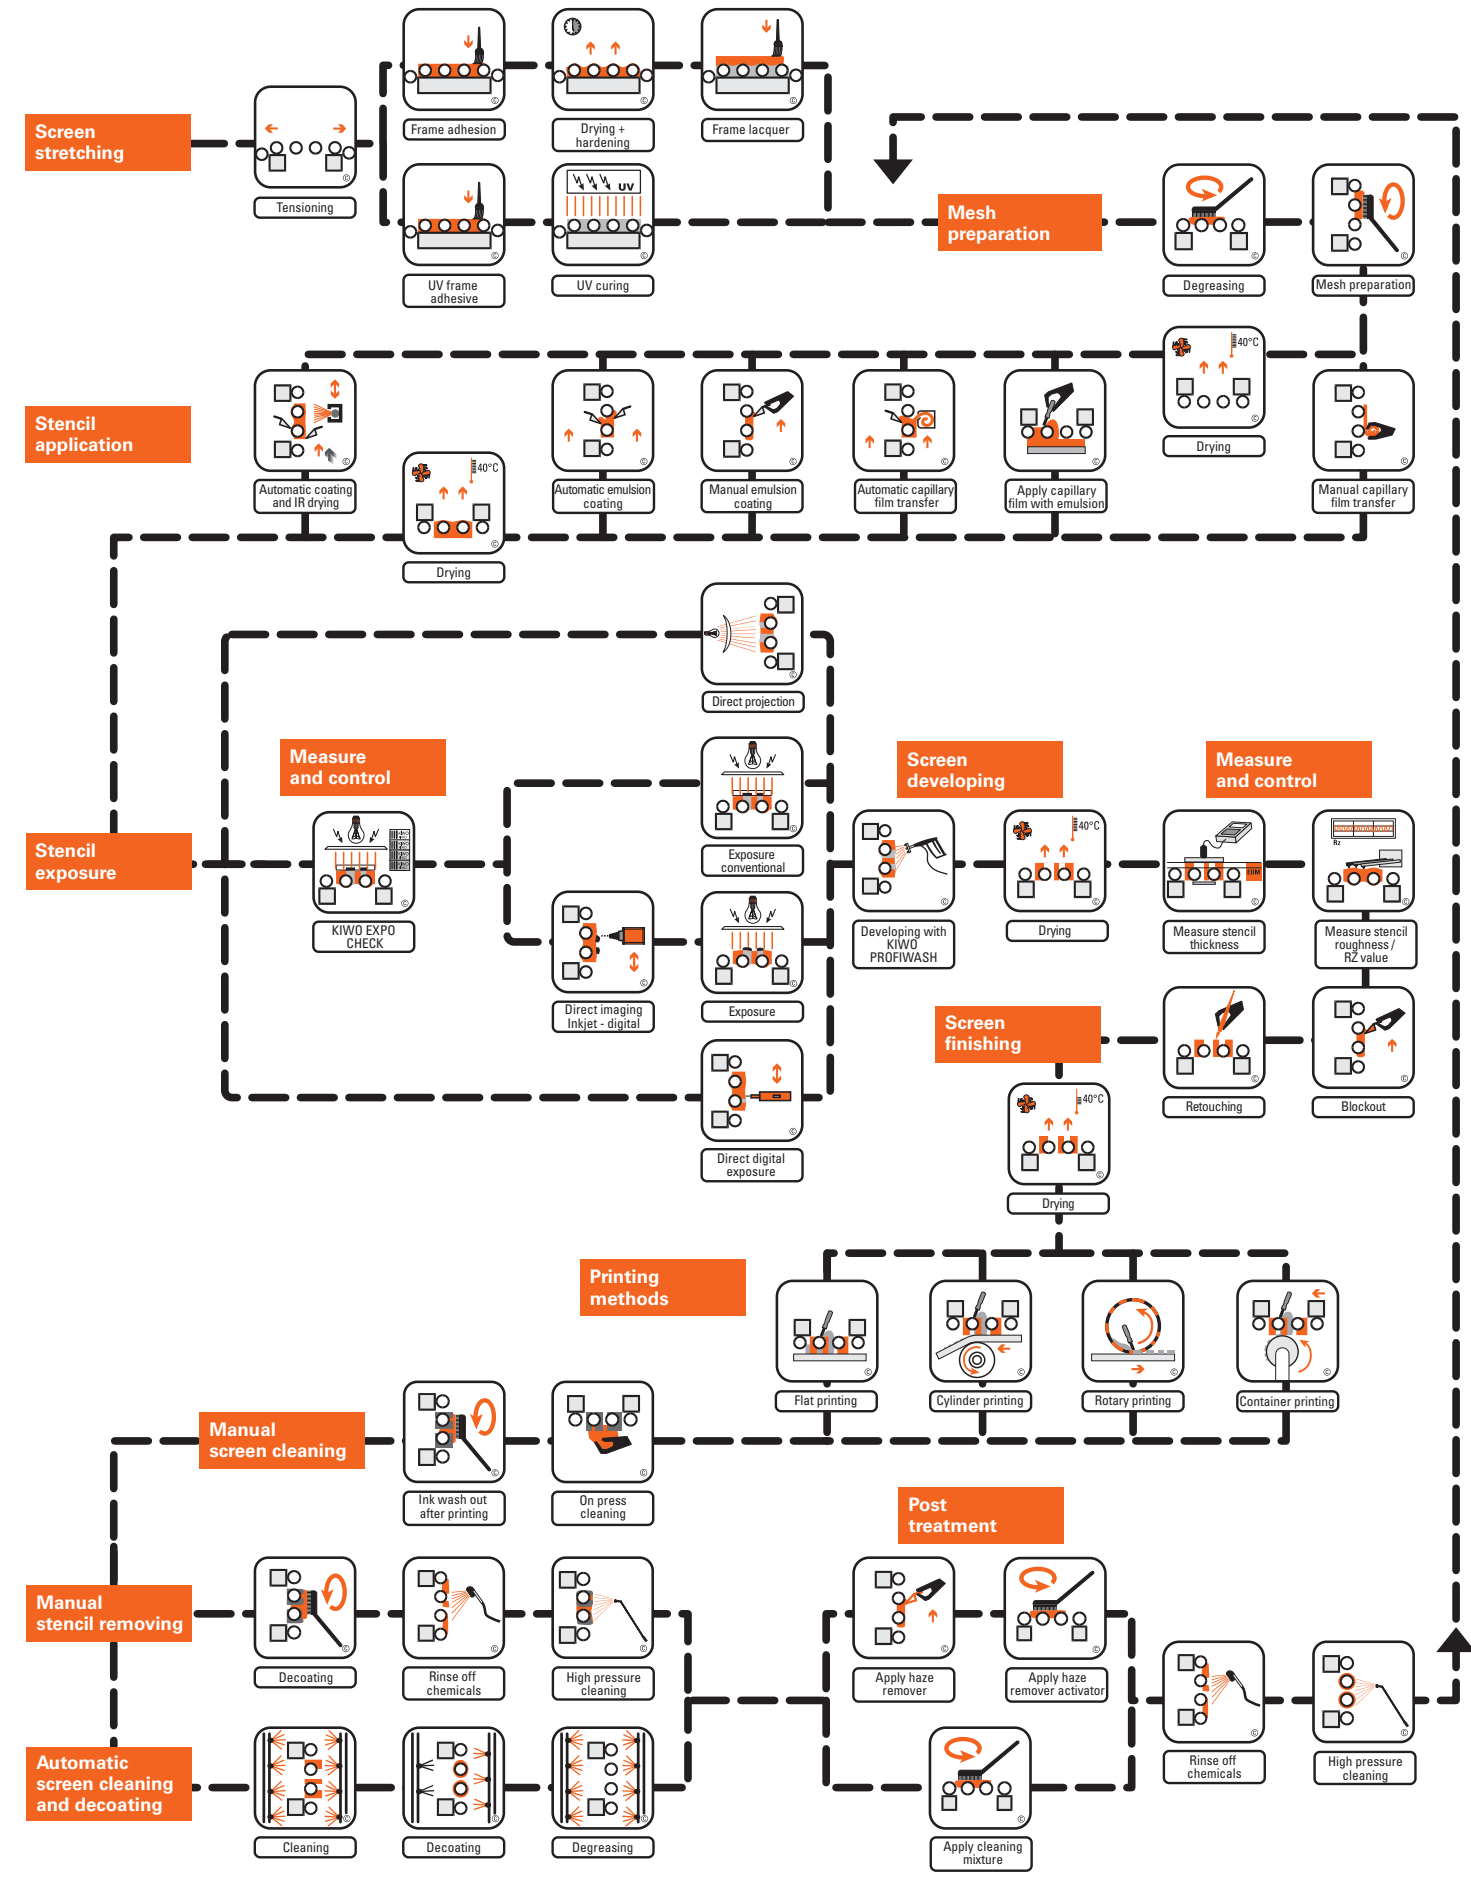 Screen
stretching
Tensioning
Frame adhesion
Drying +
hardening
Frame lacquer
UV frame
adhesive
UV
UV curing
Mesh
preparation
Degreasing
Mesh preparation
Stencil
application
Automatic coating
and IR drying
40°C
Drying
Automatic emulsion
coating
Manual emulsion
coating
Automatic capillary
film transfer
Apply capillary
film with emulsion
40°C
Drying
Manual capillary
film transfer
Direct projection
Measure
and control
Stencil
exposure
KIWO EXPO
CHECK
Exposure
conventional
Direct imaging
Inkjet - digital
Exposure
Direct digital
exposure
Screen
developing
Developing with
KIWO
PROFIWASH
40°C
Drying
Measure
and control
EOM
Measure stencil
thickness
Rz
Measure stencil
roughness /
RZ value
Screen
finishing
Retouching
Blockout
40°C
Drying
Printing
methods
Flat printing
Cylinder printing
Rotary printing
Container printing
Manual
screen cleaning
Ink wash out
after printing
On press
cleaning
Manual
stencil removing
Decoating
Rinse off
chemicals
High pressure
cleaning
Post
treatment
Apply haze
remover
Apply haze
remover activator
Rinse off
chemicals
High pressure
cleaning
Automatic
screen cleaning
and decoating
Cleaning
Decoating
Degreasing
Apply cleaning
mixture